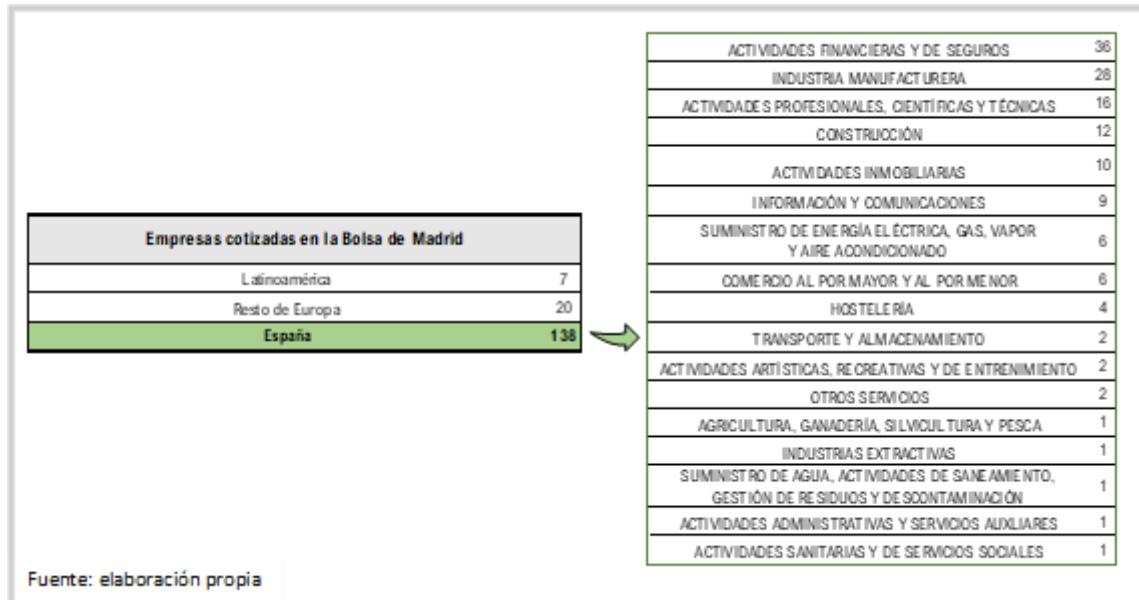 Empresas cotizadas en la Bolsa de Madrid
Latinoamérica 7
Resto de Europa 20
España 138
ACTIVIDADES FINANCIERAS Y DE SEGUROS 36
INDUSTRIA MANUFACTURERA 28
ACTIVIDADES PROFESIONALES, CIENTÍFICAS Y TÉCNICAS 16
CONSTRUCCIÓN 12
ACTIVIDADES INMOBILIARIAS 10
INFORMACIÓN Y COMUNICACIONES 9
SUMINISTRO DE ENERGÍA ELÉCTRICA, GAS, VAPOR
Y AIRE ACONDICIONADO 6
COMERCIO AL POR MAYOR Y AL POR MENOR 6
HOSTELERÍA 4
TRANSPORTE Y ALMACENAMIENTO 2
ACTIVIDADES ARTÍSTICAS, RECREATIVAS Y DE ENTRENIMIENTO 2
OTROS SERVICIOS 2
AGRICULTURA, GANADERÍA, SILVICULTURA Y PESCA 1
INDUSTRIAS EXTRACTIVAS 1
SUMINISTRO DE AGUA, ACTIVIDADES DE SANEAMIENTO,
GESTIÓN DE RESIDUOS Y DESCONTAMINACIÓN 1
ACTIVIDADES ADMINISTRATIVAS Y SERVICIOS AUXLIARES 1
ACTIVIDADES SANITARIAS Y DE SERVICIOS SOCIALES 1
Fuente: elaboración propia